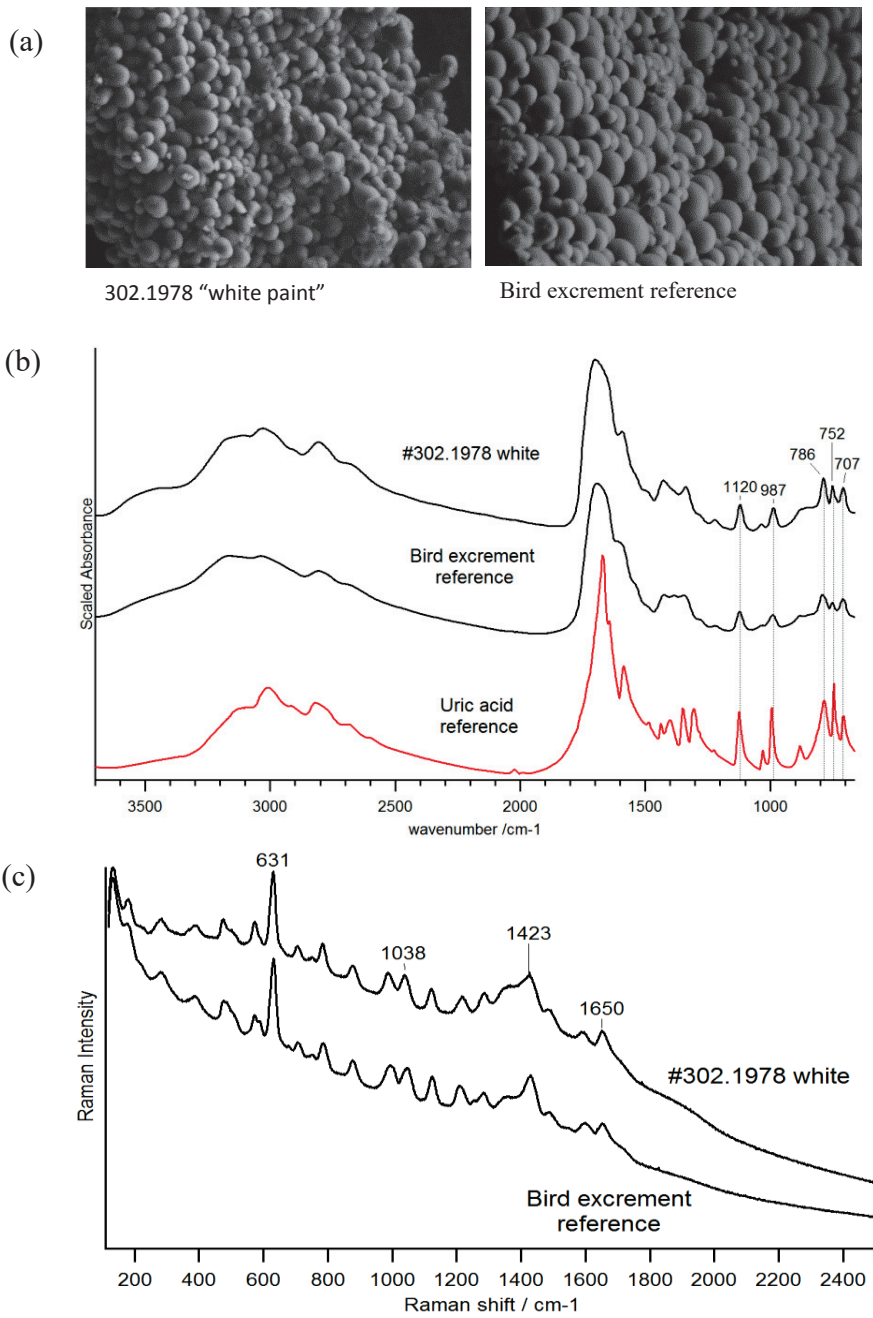 (a)
302.1978 “white paint”
Bird excrement reference
(b)
Scaled Absorbance
#302.1978 white
Bird excrement
reference
Uric acid
reference
1120
987
786
752
707
3500
3000
2500
2000
1500
1000
wavenumber /cm-1
(c)
Raman Intensity
631
1038
1423
1650
#302.1978 white
Bird excrement
reference
200
400
600
800
1000
1200
1400
1600
1800
2000
2200
2400
Raman shift / cm-1